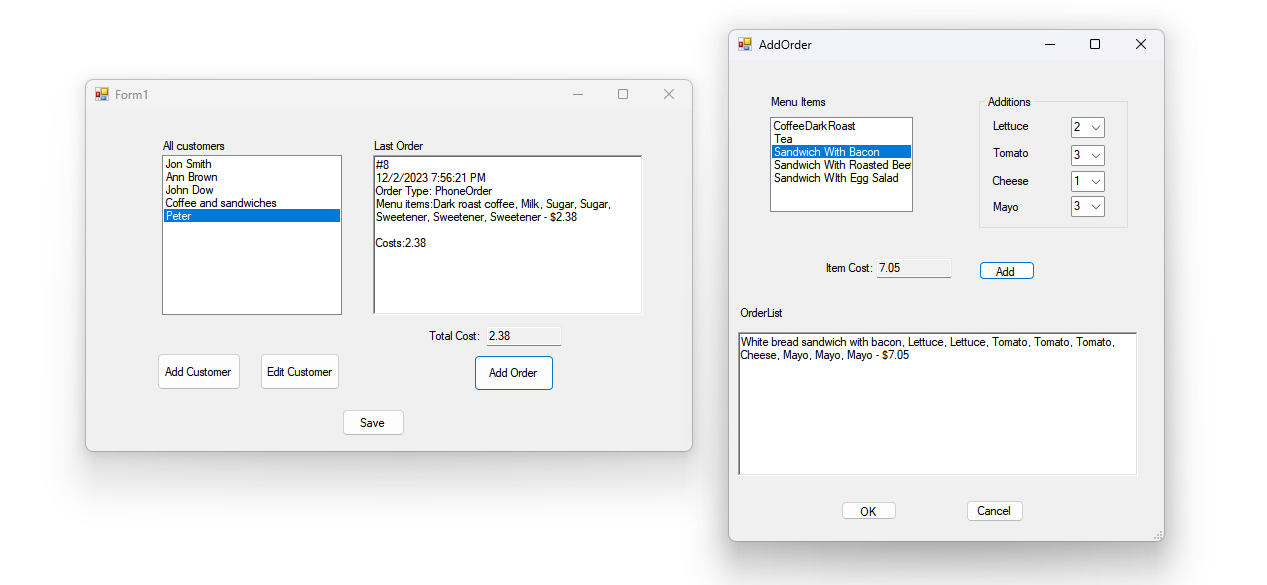 Form1
All customers
Jon Smith
Ann Brown
John Dow
Coffee and sandwiches
Peter
Last Order
#8
12/2/2023 7:56:21 PM
Order Type: PhoneOrder
Menu items:Dark roast coffee, Milk, Sugar, Sugar,
Sweetener, Sweetener, Sweetener - $2.38
Costs:2.38
Total Cost: 2.38
Add Customer
Edit Customer
Add Order
Save
AddOrder
Menu Items
CoffeeDarkRoast
Tea
Sandwich With Bacon
Sandwich With Roasted Bee
Sandwich WIth Egg Salad
Additions
Lettuce 2
Tomato 3
Cheese 1
Mayo 3
Item Cost: 7.05
Add
OrderList
White bread sandwich with bacon, Lettuce, Lettuce, Tomato, Tomato, Tomato,
Cheese, Mayo, Mayo, Mayo - $7.05
OK
Cancel